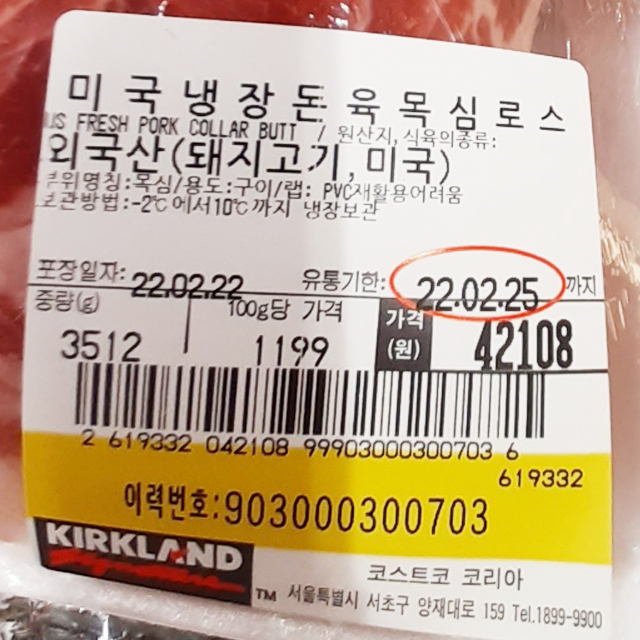 미국냉장돈육목심로스
US FRESH PORK COLLAR BUTT / 원산지,식육의종류:
외국산(돼지고기,미국)
부위명칭:목심/용도:구이/랩: PVC재활용어려움
보관방법:-2℃에서10℃까지 냉장보관
포장일자: 22.02.22 유통기한: 22.02.25 까지
중량(g) 100g당 가격 가격(원)
3512 1199 42108
2 619332 042108 99903000300703 6
619332
이력번호:903000300703
KIRKLAND
Signature ™
코스트코 코리아
서울특별시 서초구 양재대로 159 Tel.1899-9900